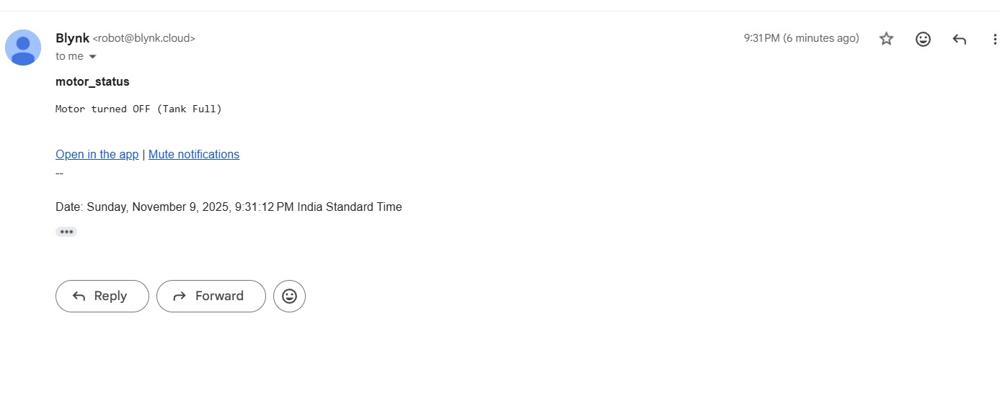 Blynk <robot@blynk.cloud> 9:31 PM (6 minutes ago)
to me
motor_status
Motor turned OFF (Tank Full)
Open in the app | Mute notifications
--
Date: Sunday, November 9, 2025, 9:31:12 PM India Standard Time
Reply Forward